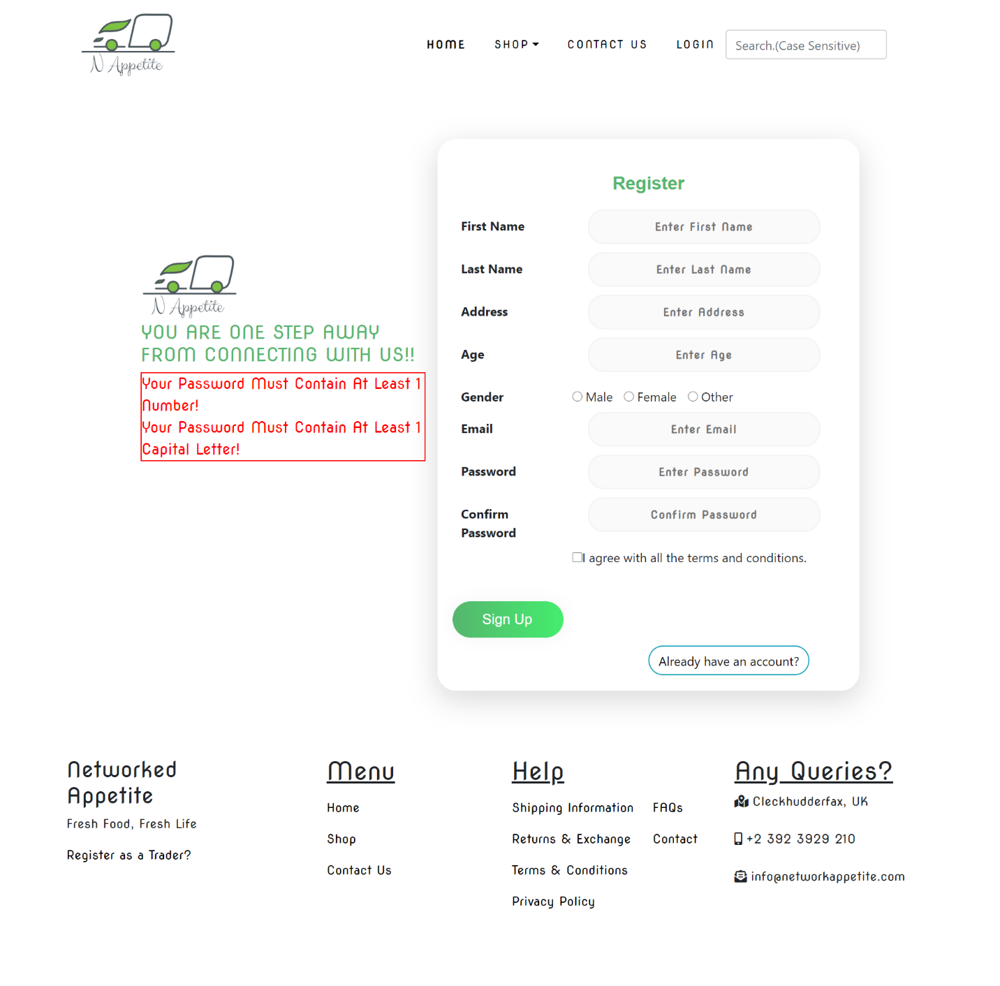 N Appetite
HOME SHOP CONTACT US LOGIN Search.(Case Sensitive)
N Appetite
YOU ARE ONE STEP AWAY
FROM CONNECTING WITH US!!
Your Password Must Contain At Least 1
Number!
Your Password Must Contain At Least 1
Capital Letter!
Register
First Name Enter First Name
Last Name Enter Last Name
Address Enter Address
Age Enter Age
Gender Male Female Other
Email Enter Email
Password Enter Password
Confirm
Password
Confirm Password
I agree with all the terms and conditions.
Sign Up
Already have an account?
Networked
Appetite
Fresh Food, Fresh Life
Register as a Trader?
Menu
Home
Shop
Contact Us
Help
Shipping Information FAQs
Returns & Exchange Contact
Terms & Conditions
Privacy Policy
Any Queries?
Cleckhudderfax, UK
+2 392 3929 210
info@networkappetite.com